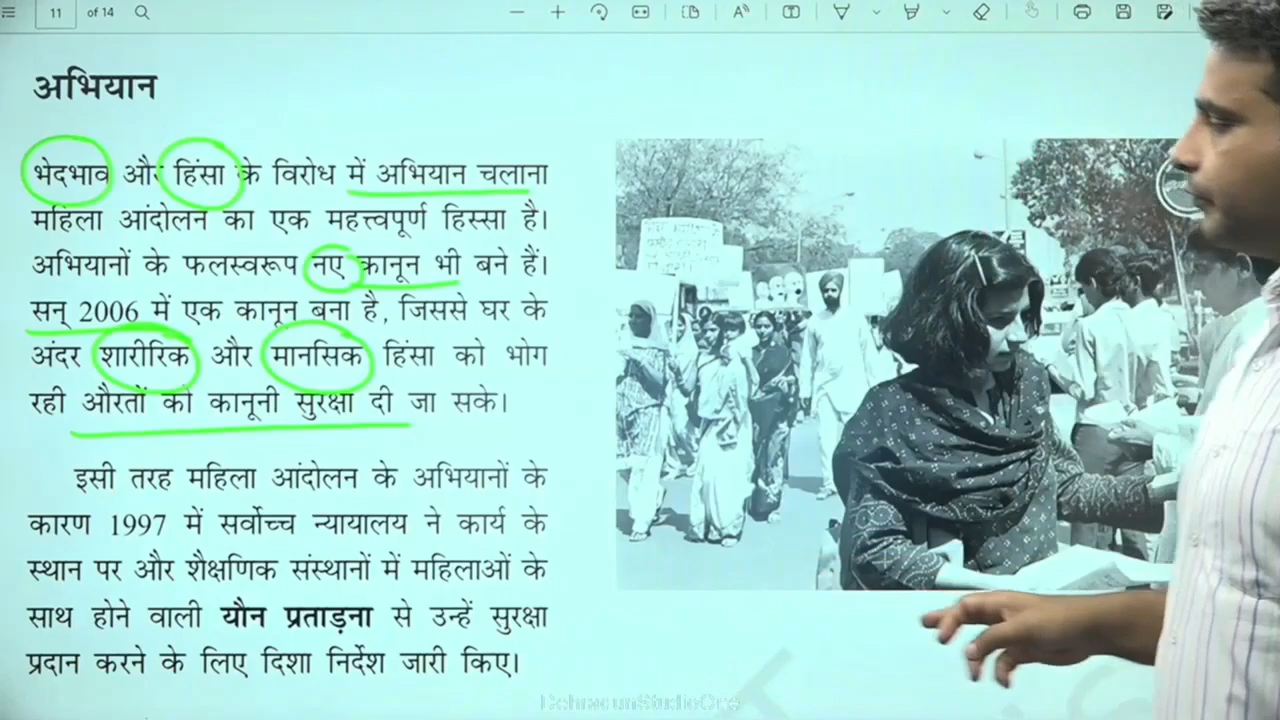 11 of 14
अभियान
भेदभाव और हिंसा के विरोध में अभियान चलाना
महिला आंदोलन का एक महत्त्वपूर्ण हिस्सा है।
अभियानों के फलस्वरूप नए कानून भी बने हैं।
सन् 2006 में एक कानून बना है, जिससे घर के
अंदर शारीरिक और मानसिक हिंसा को भोग
रही औरतों को कानूनी सुरक्षा दी जा सके।
इसी तरह महिला आंदोलन के अभियानों के
कारण 1997 में सर्वोच्च न्यायालय ने कार्य के
स्थान पर और शैक्षणिक संस्थानों में महिलाओं के
साथ होने वाली यौन प्रताड़ना से उन्हें सुरक्षा
प्रदान करने के लिए दिशा निर्देश जारी किए।